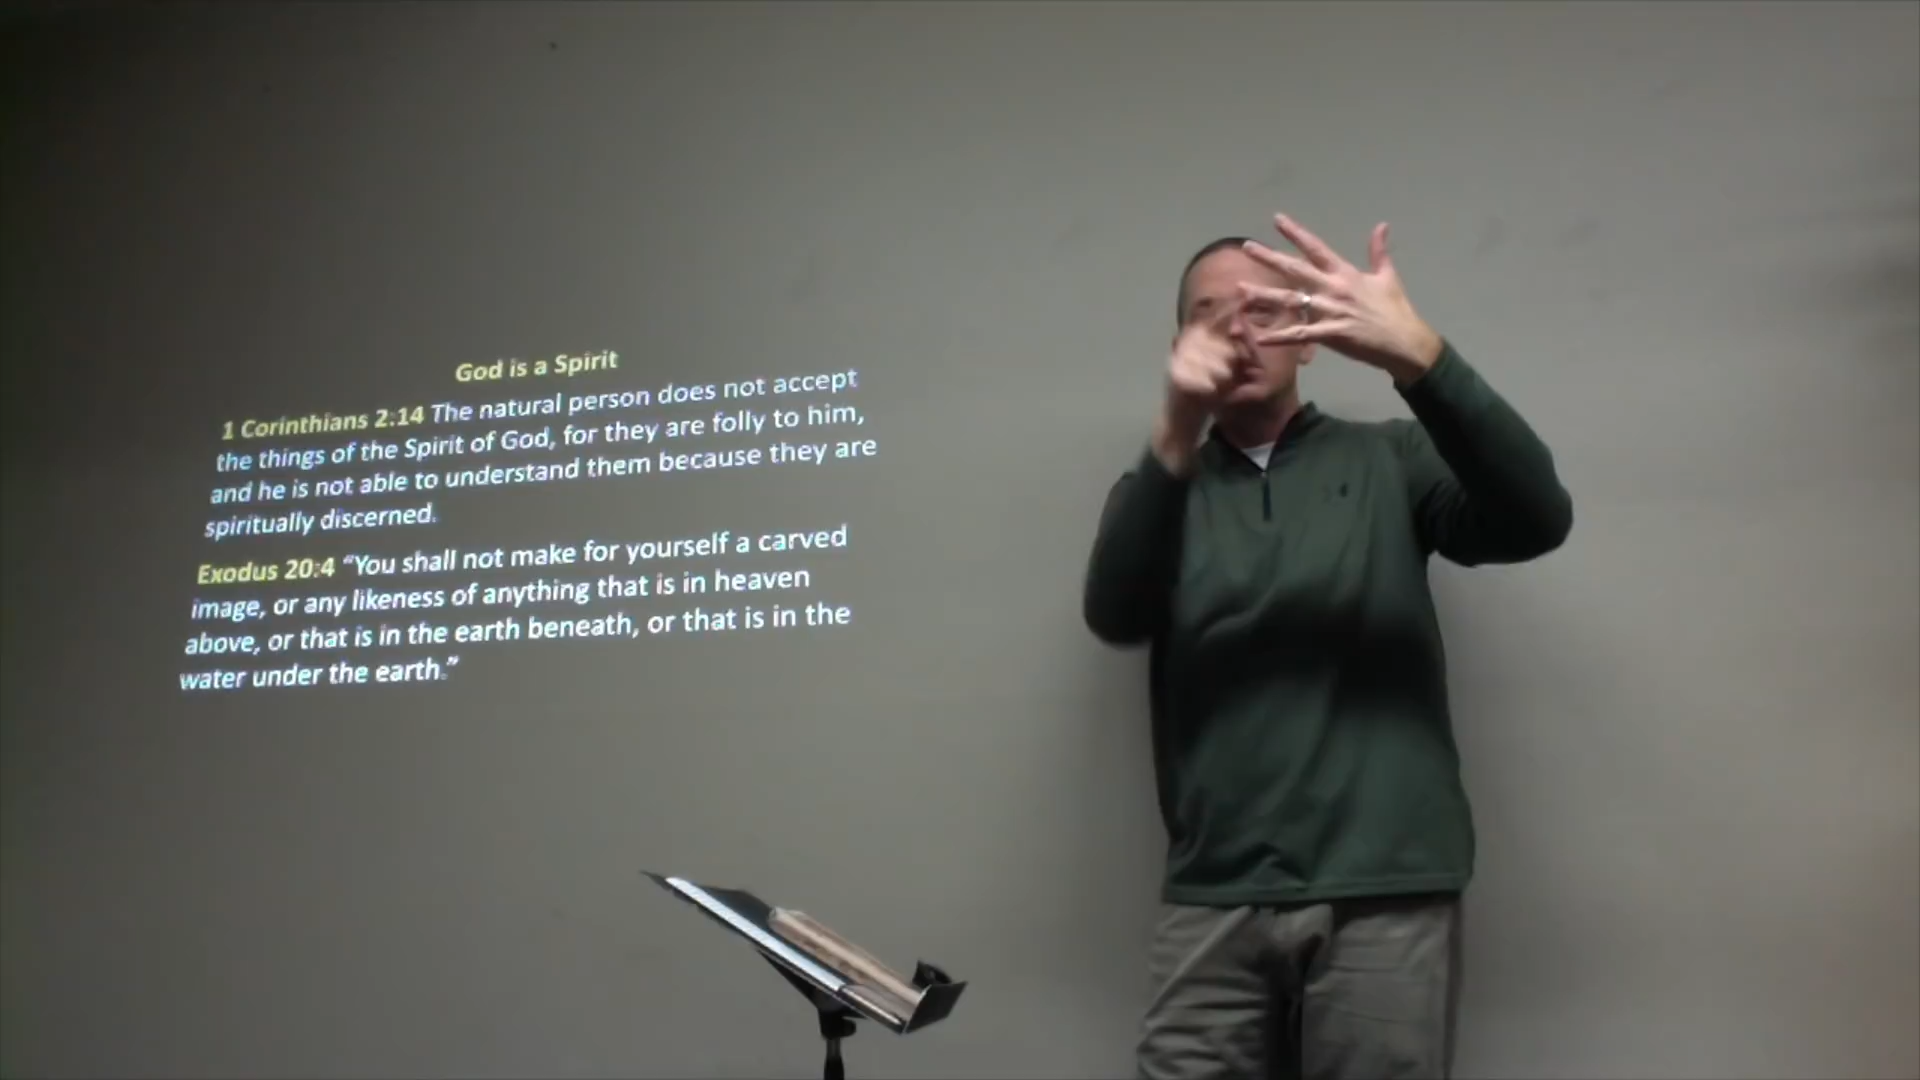 God is a Spirit
1 Corinthians 2:14 The natural person does not accept
the things of the Spirit of God, for they are folly to him,
and he is not able to understand them because they are
spiritually discerned.
Exodus 20:4 “You shall not make for yourself a carved
image, or any likeness of anything that is in heaven
above, or that is in the earth beneath, or that is in the
water under the earth.”